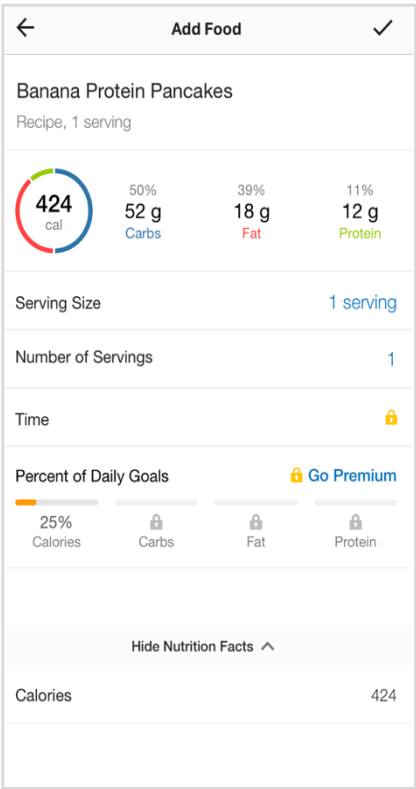 Add Food
Banana Protein Pancakes
Recipe, 1 serving
424
cal
50%
52 g
Carbs
39%
18 g
Fat
11%
12 g
Protein
Serving Size 1 serving
Number of Servings 1
Time
Percent of Daily Goals Go Premium
25%
Calories
Carbs
Fat
Protein
Hide Nutrition Facts
Calories 424